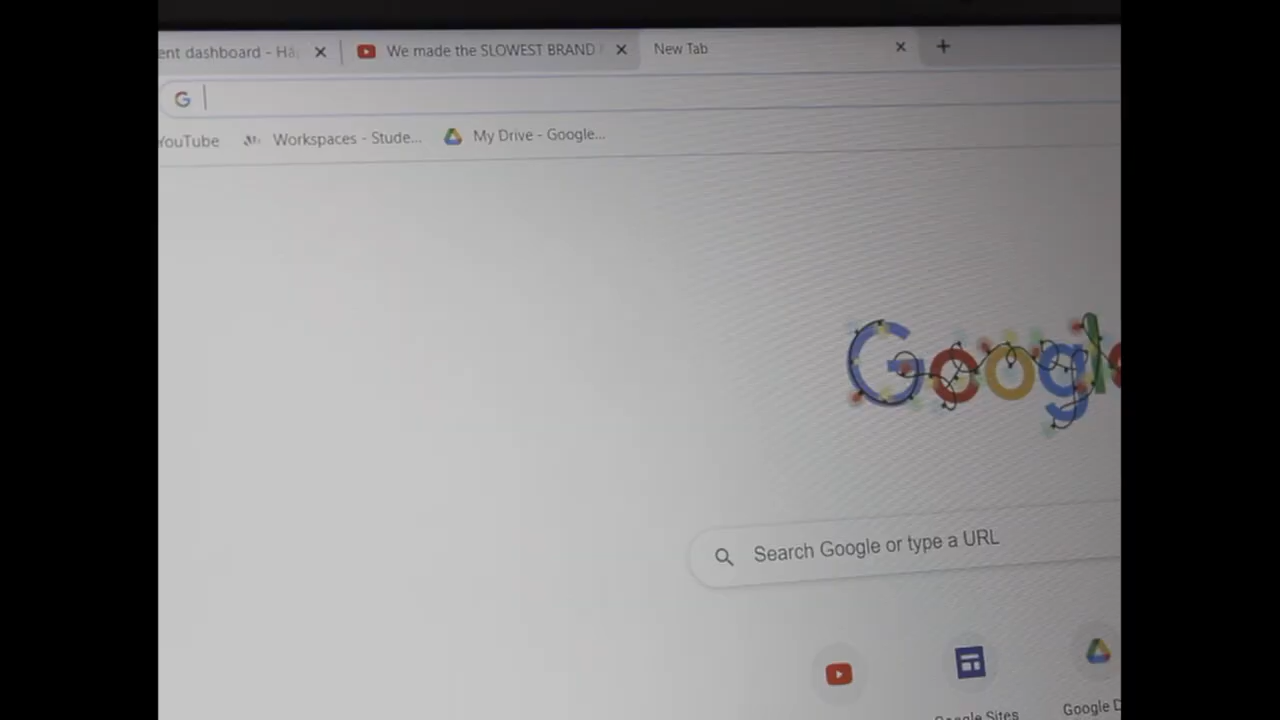 ent dashboard - Há
We made the SLOWEST BRAND
New Tab
YouTube
Workspaces - Stude...
My Drive - Google...
Google
Search Google or type a URL
Google Sites
Google D